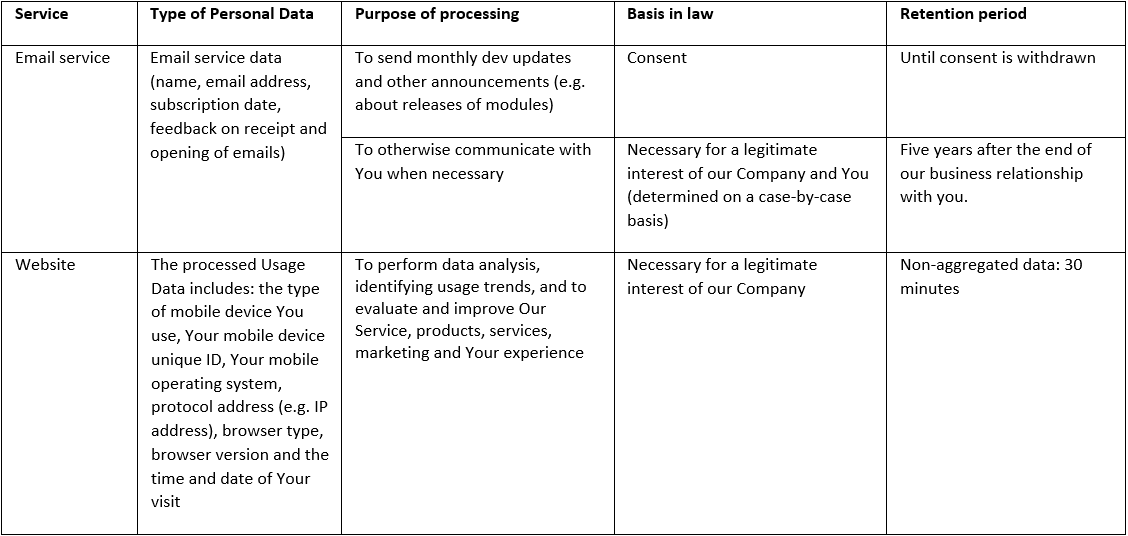 Service
Type of Personal Data
Purpose of processing
Basis in law
Retention period
Email service
Email service data
(name, email address,
subscription date,
feedback on receipt and
opening of emails)
To send monthly dev updates
and other announcements (e.g.
about releases of modules)
Consent
Until consent is withdrawn
To otherwise communicate with
You when necessary
Necessary for a legitimate
interest of our Company and You
(determined on a case-by-case
basis)
Five years after the end of
our business relationship
with you.
Website
The processed Usage
Data includes: the type
of mobile device You
use, Your mobile device
unique ID, Your mobile
operating system,
protocol address (e.g. IP
address), browser type,
browser version and the
time and date of Your
visit
To perform data analysis,
identifying usage trends, and to
evaluate and improve Our
Service, products, services,
marketing and Your experience
Necessary for a legitimate
interest of our Company
Non-aggregated data: 30
minutes